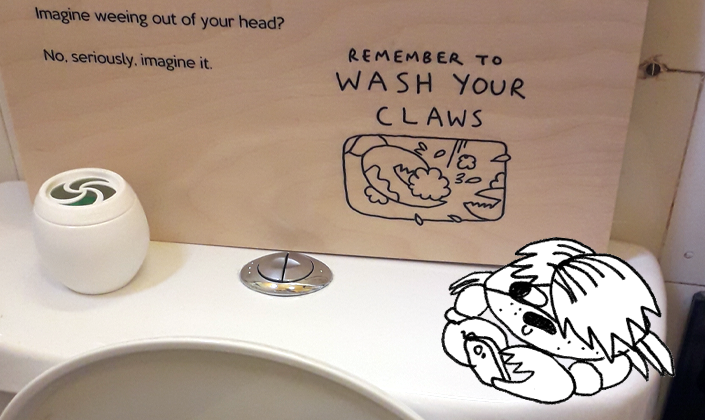 Imagine weeing out of your head?
No, seriously, imagine it.
REMEMBER TO
WASH YOUR
CLAWS